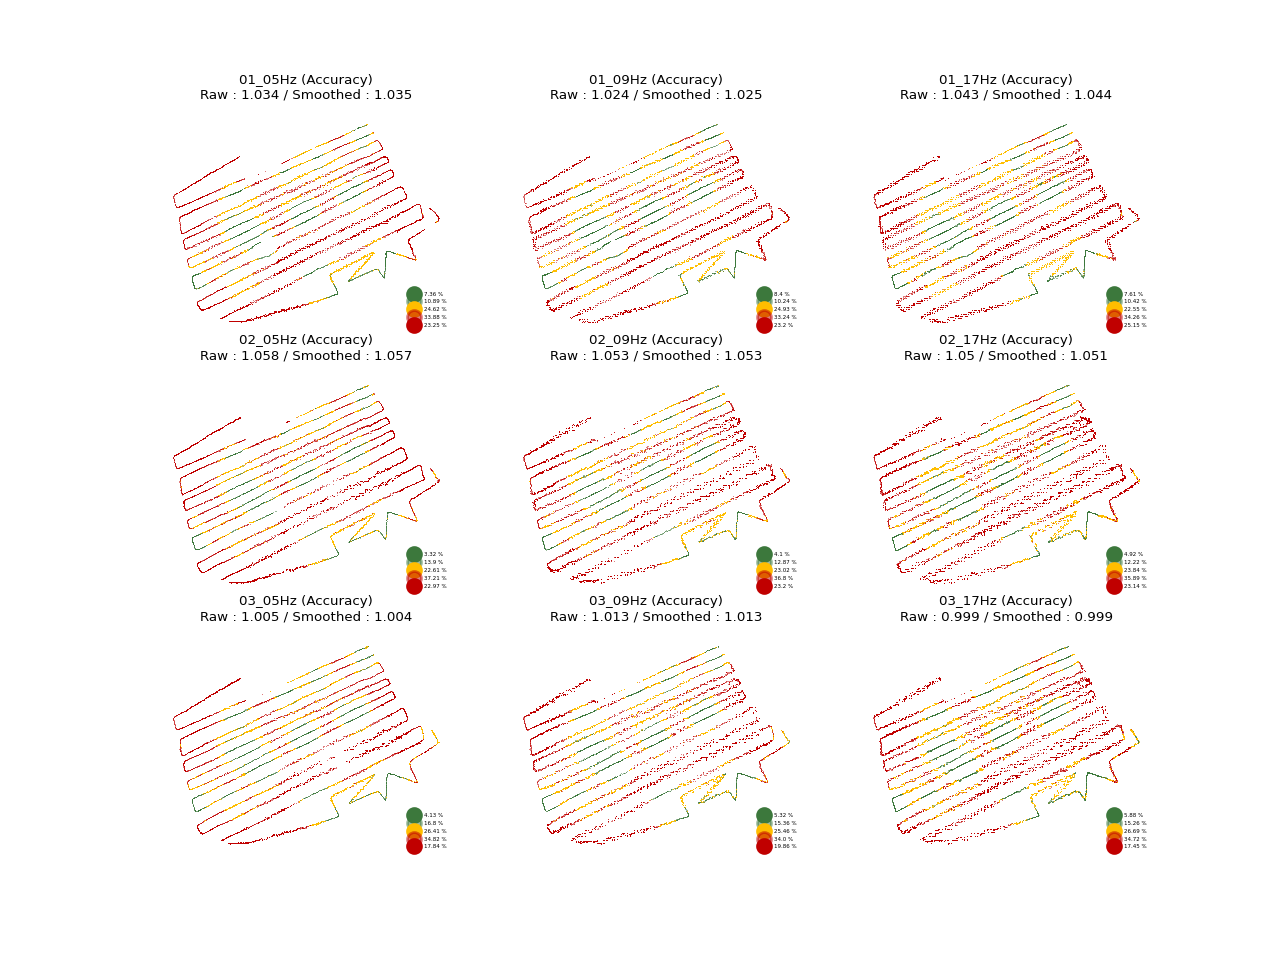 01_05Hz (Accuracy)
Raw : 1.034 / Smoothed : 1.035
7.36 %
10.89 %
24.62 %
33.88 %
23.25 %
01_09Hz (Accuracy)
Raw : 1.024 / Smoothed : 1.025
8.4 %
10.24 %
24.93 %
33.24 %
23.2 %
01_17Hz (Accuracy)
Raw : 1.043 / Smoothed : 1.044
7.61 %
10.42 %
22.55 %
34.26 %
25.15 %
02_05Hz (Accuracy)
Raw : 1.058 / Smoothed : 1.057
3.32 %
13.9 %
22.61 %
37.21 %
22.97 %
02_09Hz (Accuracy)
Raw : 1.053 / Smoothed : 1.053
4.1 %
12.87 %
23.02 %
36.8 %
23.2 %
02_17Hz (Accuracy)
Raw : 1.05 / Smoothed : 1.051
4.92 %
12.22 %
23.84 %
35.89 %
23.14 %
03_05Hz (Accuracy)
Raw : 1.005 / Smoothed : 1.004
4.13 %
16.8 %
26.41 %
34.82 %
17.84 %
03_09Hz (Accuracy)
Raw : 1.013 / Smoothed : 1.013
5.32 %
15.36 %
25.46 %
34.0 %
19.86 %
03_17Hz (Accuracy)
Raw : 0.999 / Smoothed : 0.999
5.88 %
15.26 %
26.69 %
34.72 %
17.45 %